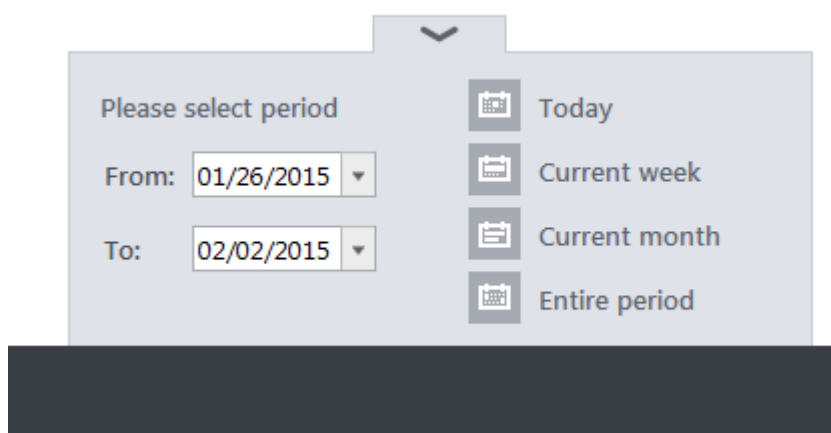 Please select period
From: 01/26/2015
To: 02/02/2015
Today
Current week
Current month
Entire period